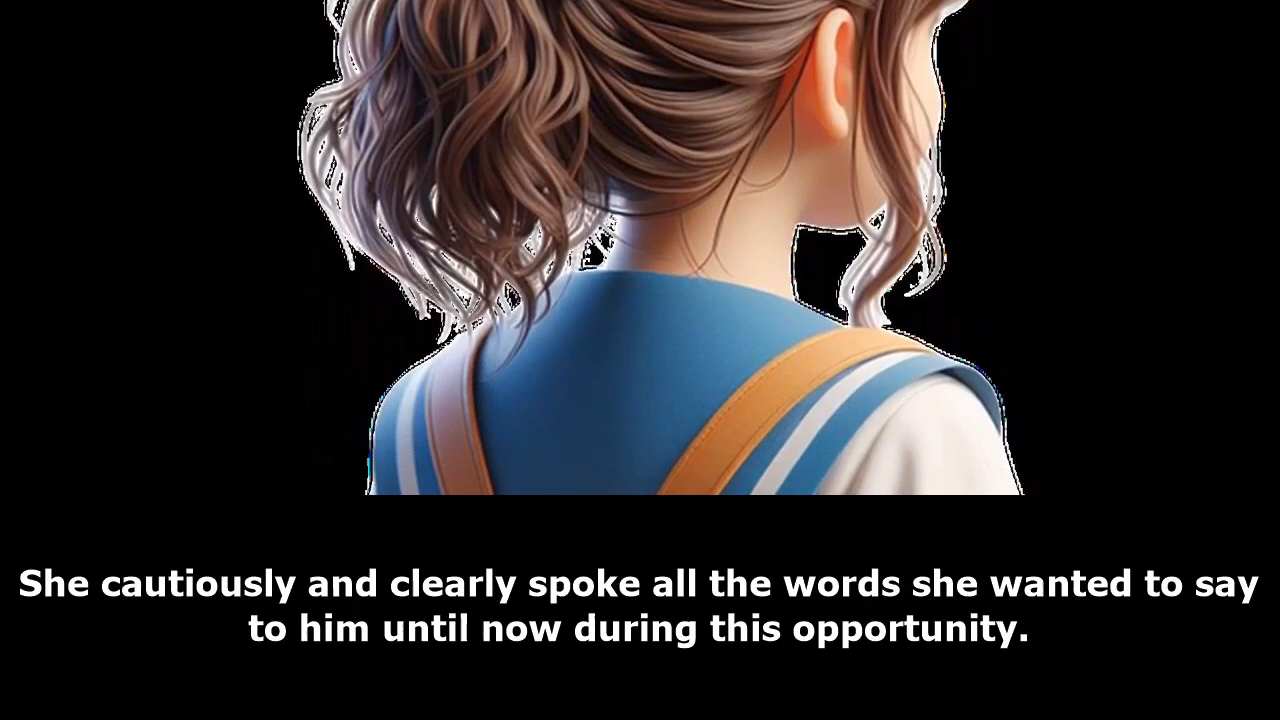 She cautiously and clearly spoke all the words she wanted to say
to him until now during this opportunity.